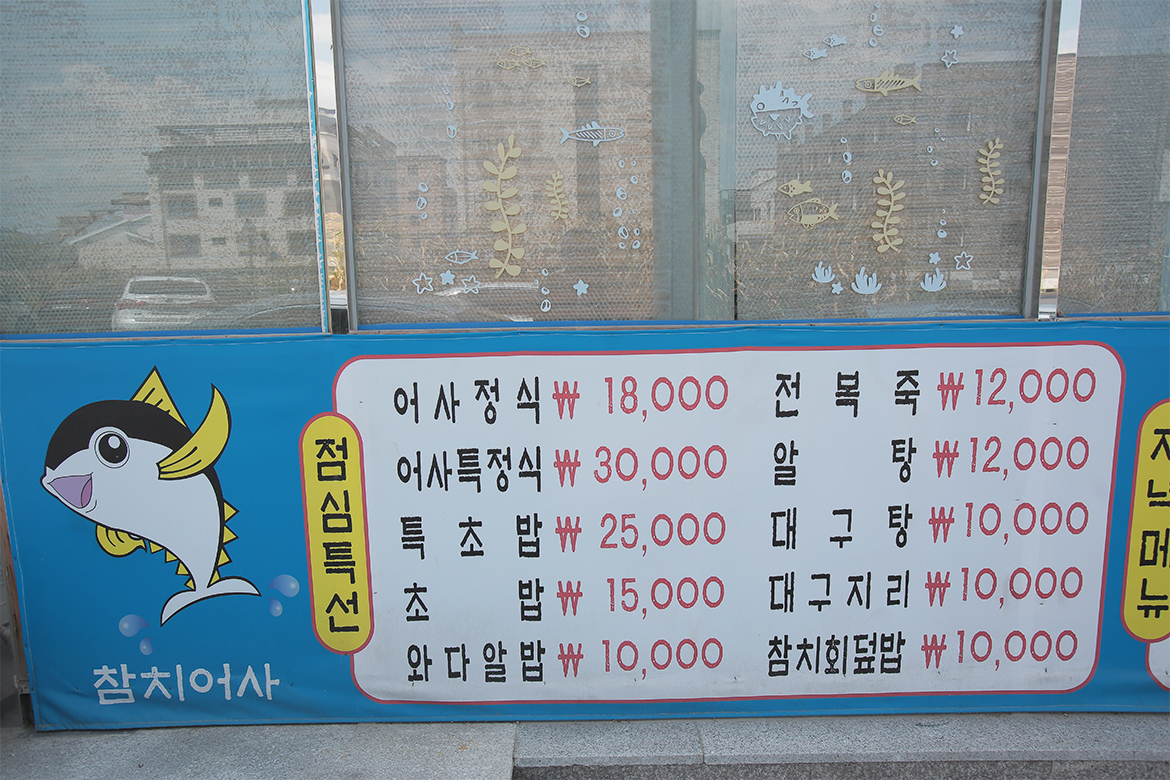 점심특선
어사정식 ₩ 18,000
어사특정식 ₩ 30,000
특초밥 ₩ 25,000
초밥 ₩ 15,000
와다알밥 ₩ 10,000
전복죽 ₩ 12,000
알탕 ₩ 12,000
대구탕 ₩ 10,000
대구지리 ₩ 10,000
참치회덮밥 ₩ 10,000
참치어사
메뉴